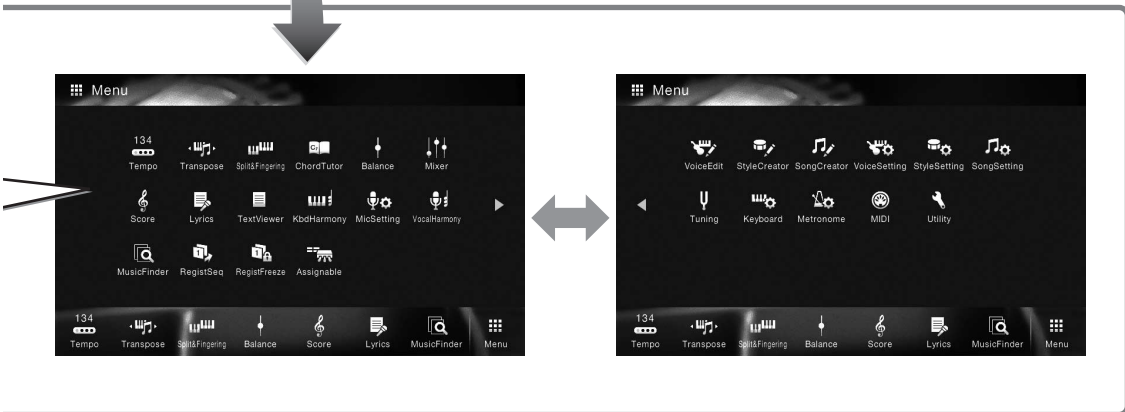 Menu
134
Tempo Transpose Split&Fingering ChordTutor Balance Mixer
Score Lyrics TextViewer KbdHarmony MicSetting VocalHarmony
MusicFinder RegistSeq RegistFreeze Assignable
134
Tempo Transpose Split&Fingering Balance Score Lyrics MusicFinder Menu
Menu
VoiceEdit StyleCreator SongCreator VoiceSetting StyleSetting SongSetting
Tuning Keyboard Metronome MIDI Utility
134
Tempo Transpose Split&Fingering Balance Score Lyrics MusicFinder Menu